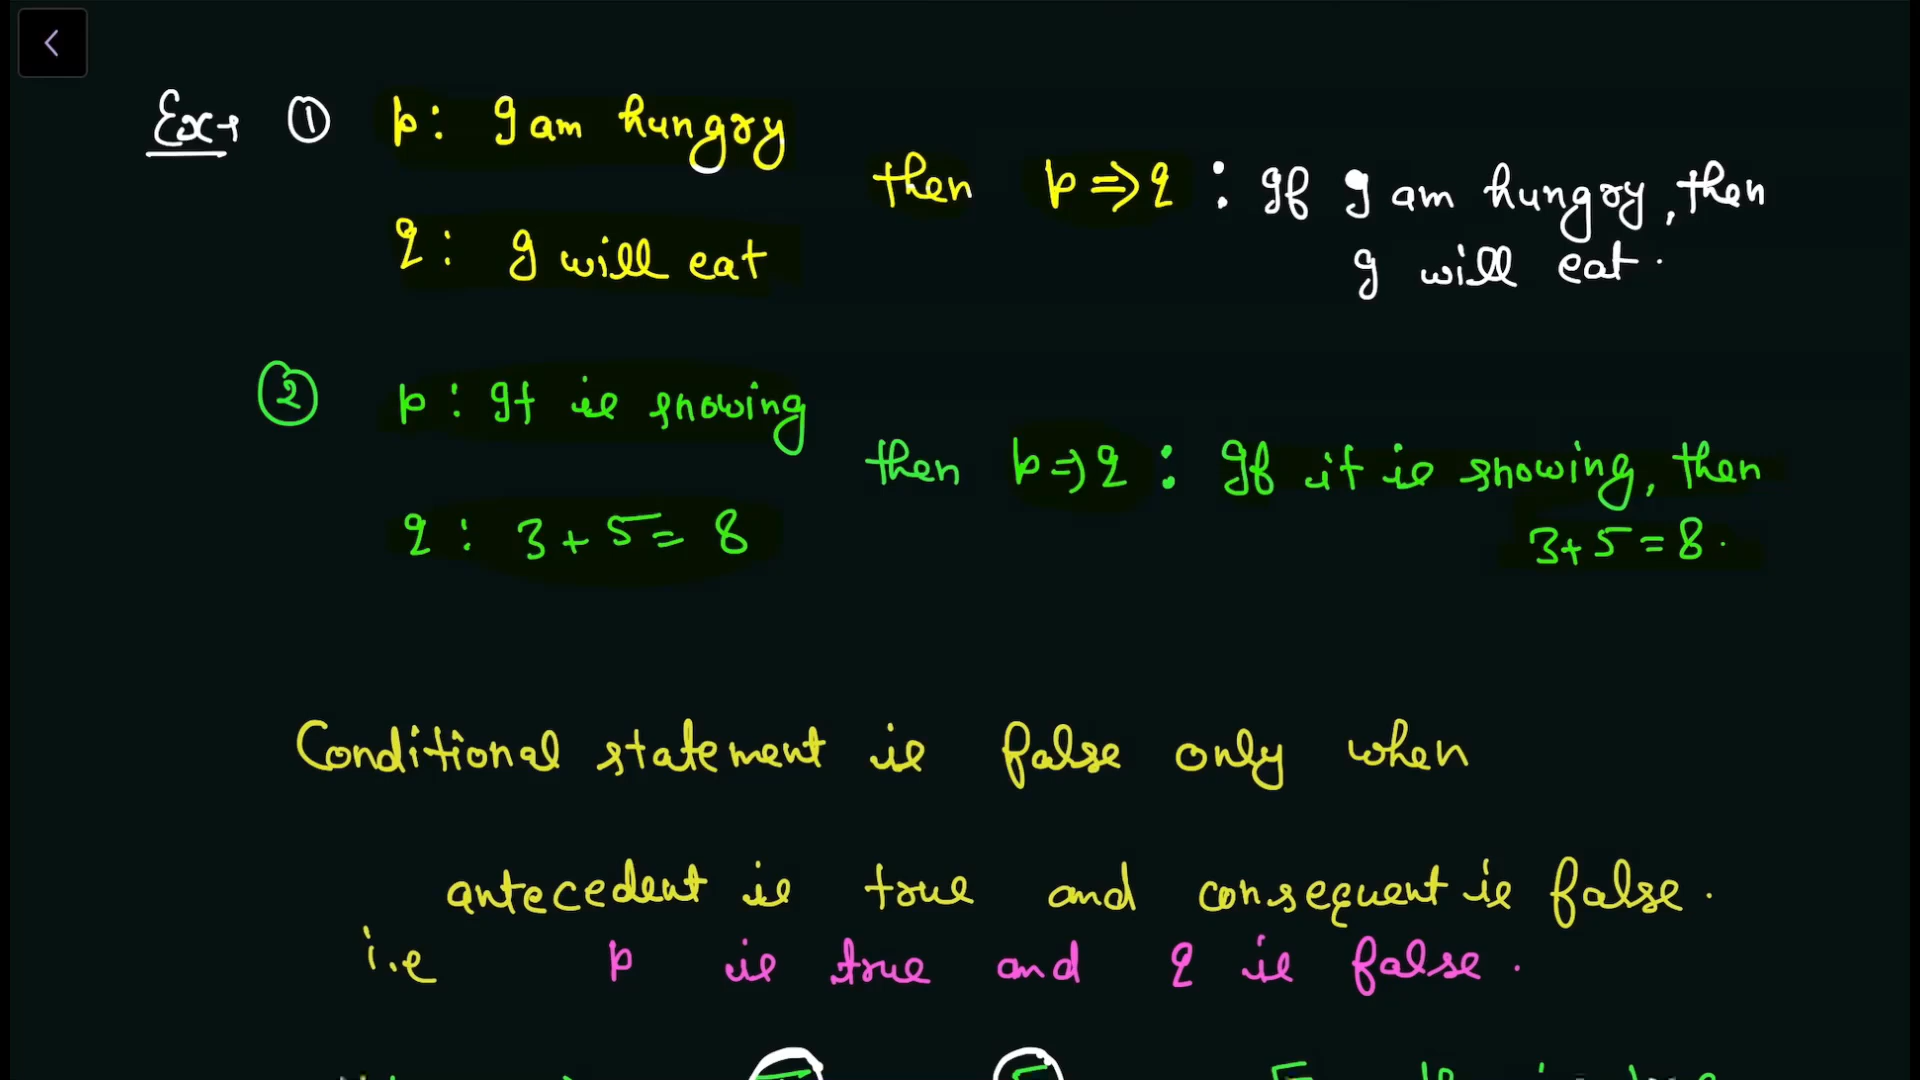 Ex→ ① p: I am hungry
then p ⇒ q : If I am hungry, then
q: I will eat
I will eat.
② p: It is snowing
then p ⇒ q : If it is snowing, then
q: 3+5=8
3+5=8.
Conditional statement is false only when
antecedent is true and consequent is false.
i.e p is true and q is false.